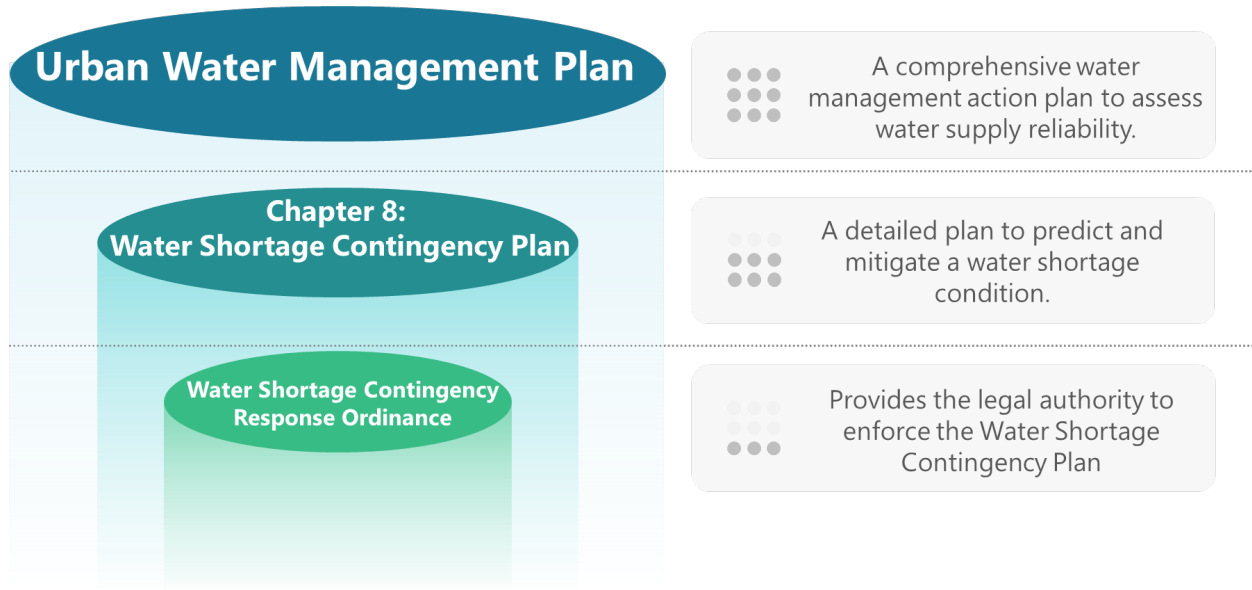 Urban Water Management Plan
A comprehensive water
management action plan to assess
water supply reliability.
Chapter 8:
Water Shortage Contingency Plan
A detailed plan to predict and
mitigate a water shortage
condition.
Water Shortage Contingency
Response Ordinance
Provides the legal authority to
enforce the Water Shortage
Contingency Plan